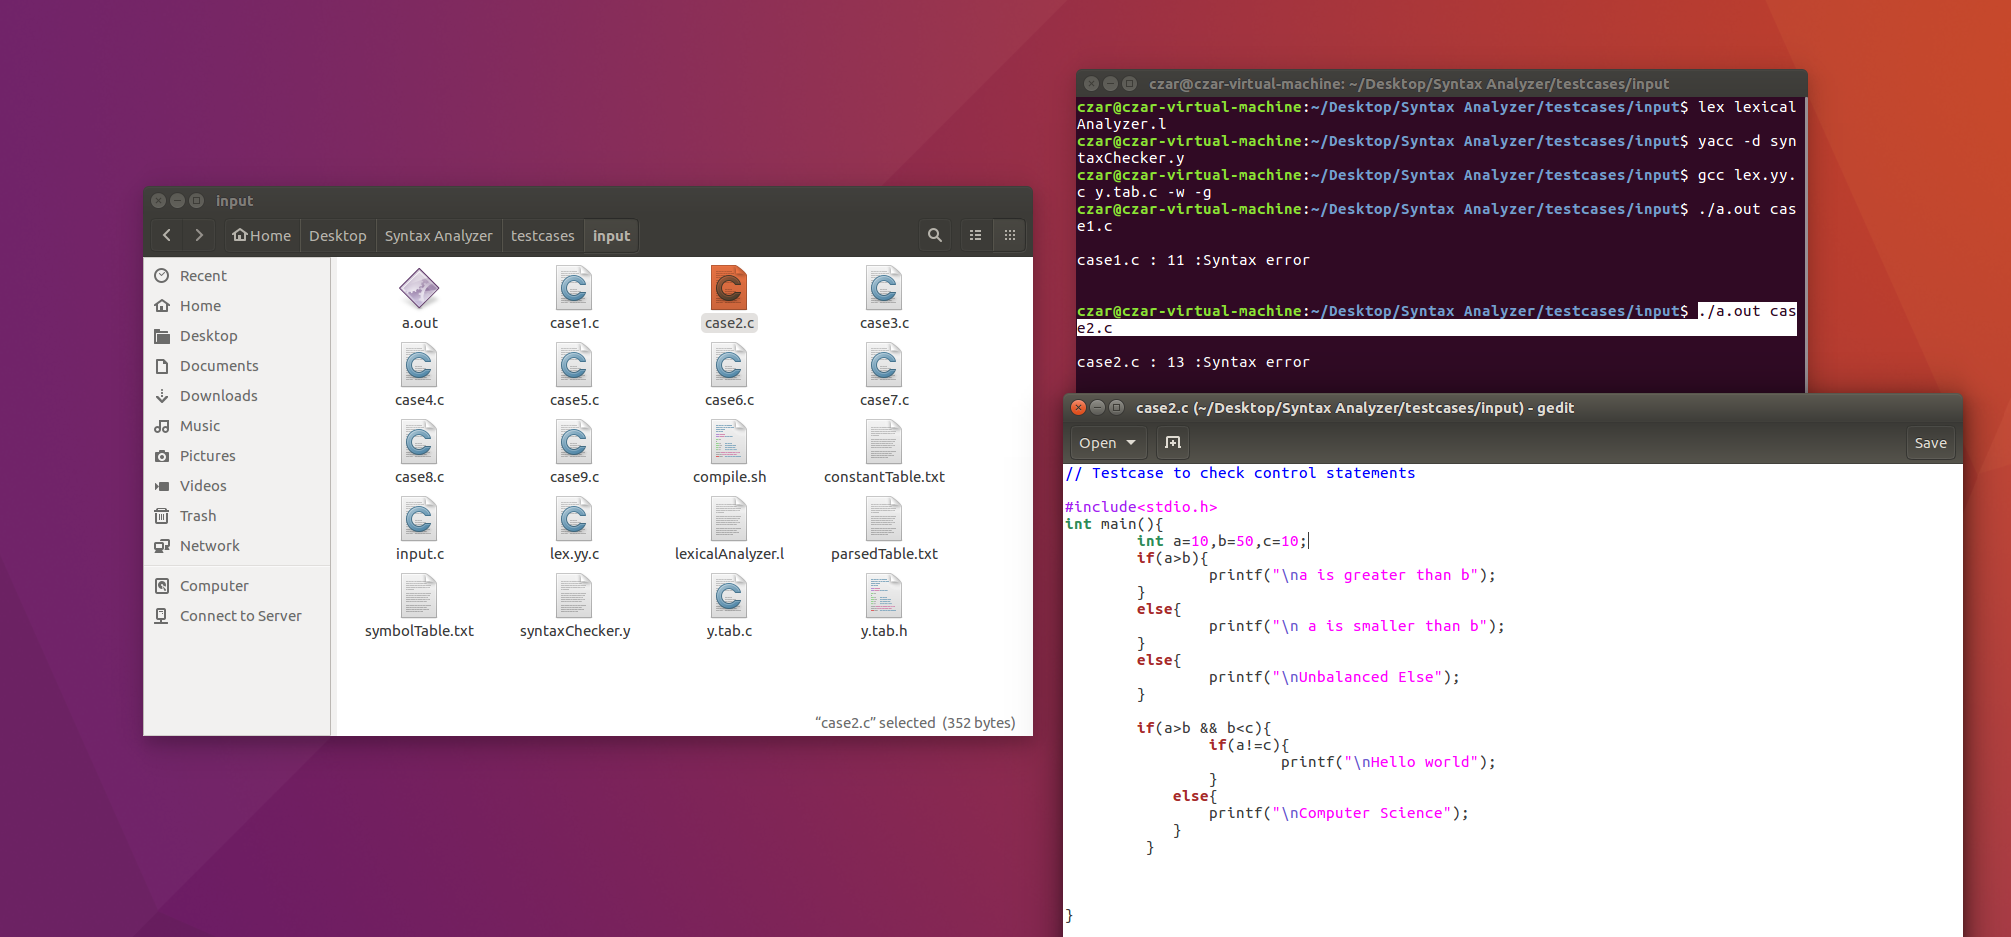 input
Home
Desktop
Syntax Analyzer
testcases
input
Recent
Home
Desktop
Documents
Downloads
Music
Pictures
Videos
Trash
Network
Computer
Connect to Server
a.out
case1.c
case2.c
case3.c
case4.c
case5.c
case6.c
case7.c
case8.c
case9.c
compile.sh
constantTable.txt
input.c
lex.yy.c
lexicalAnalyzer.l
parsedTable.txt
symbolTable.txt
syntaxChecker.y
y.tab.c
y.tab.h
“case2.c” selected (352 bytes)
czar@czar-virtual-machine: ~/Desktop/Syntax Analyzer/testcases/input
czar@czar-virtual-machine:~/Desktop/Syntax Analyzer/testcases/input$ lex lexical
Analyzer.l
czar@czar-virtual-machine:~/Desktop/Syntax Analyzer/testcases/input$ yacc -d syn
taxChecker.y
czar@czar-virtual-machine:~/Desktop/Syntax Analyzer/testcases/input$ gcc lex.yy.
c y.tab.c -w -g
czar@czar-virtual-machine:~/Desktop/Syntax Analyzer/testcases/input$ ./a.out cas
e1.c
case1.c : 11 :Syntax error
czar@czar-virtual-machine:~/Desktop/Syntax Analyzer/testcases/input$ ./a.out cas
e2.c
case2.c : 13 :Syntax error
case2.c (~/Desktop/Syntax Analyzer/testcases/input) - gedit
Open
Save
// Testcase to check control statements
#include<stdio.h>
int main(){
int a=10,b=50,c=10;
if(a>b){
printf("\na is greater than b");
}
else{
printf("\n a is smaller than b");
}
else{
printf("\nUnbalanced Else");
}
if(a>b && b<c){
if(a!=c){
printf("\nHello world");
}
else{
printf("\nComputer Science");
}
}
}